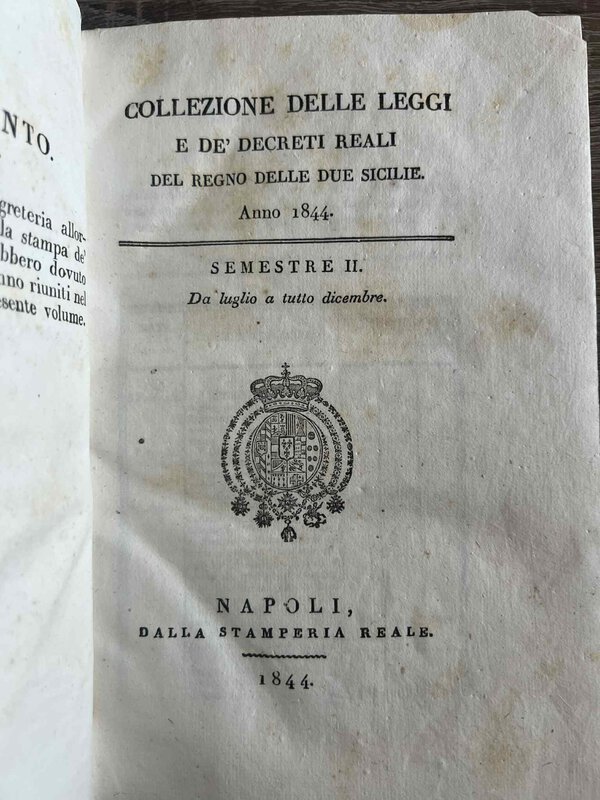 NTO.
greteria allor-
la stampa de'
bbero dovuto
nno riuniti nel
esente volume.
COLLEZIONE DELLE LEGGI
E DE' DECRETI REALI
DEL REGNO DELLE DUE SICILIE.
Anno 1844.
SEMESTRE II.
Da luglio a tutto dicembre.
NAPOLI,
DALLA STAMPERIA REALE.
1844.